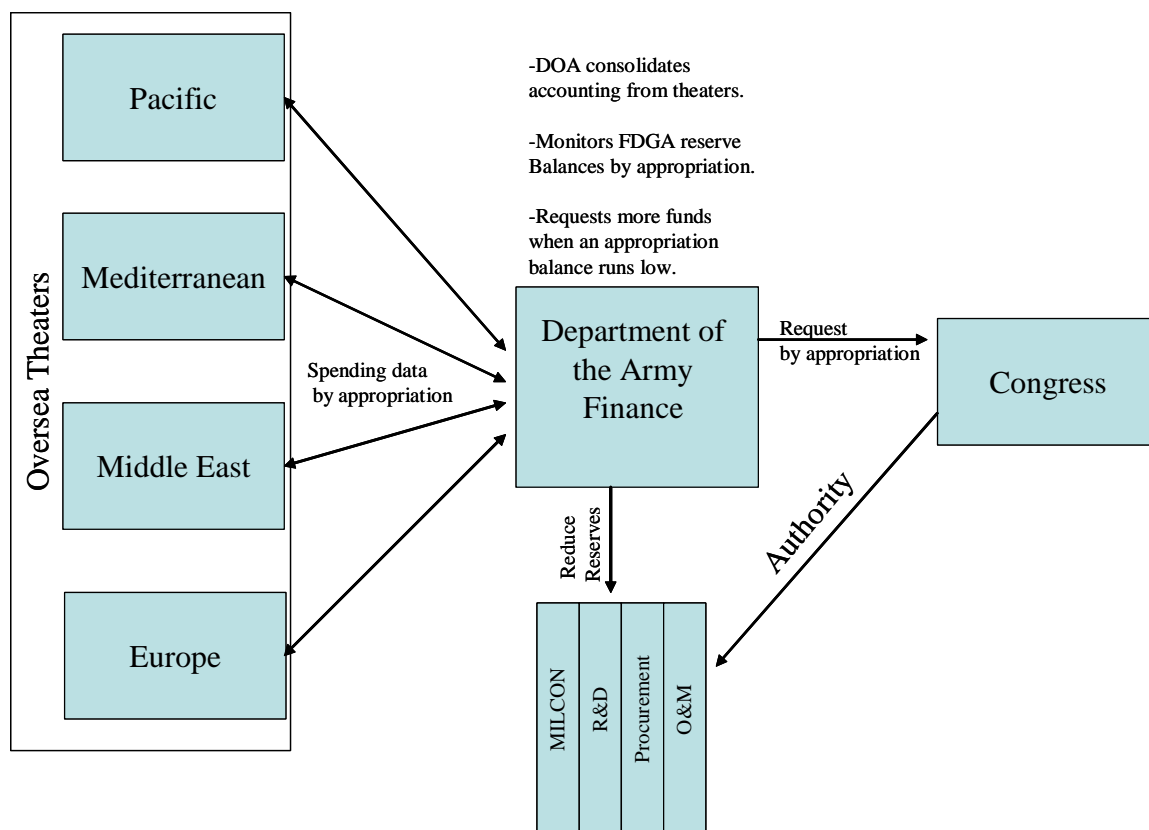 Oversea Theaters
Pacific
Mediterranean
Middle East
Europe
Spending data
by appropriation
-DOA consolidates
accounting from theaters.
-Monitors FDGA reserve
Balances by appropriation.
-Requests more funds
when an appropriation
balance runs low.
Department of
the Army
Finance
Request
by appropriation
Congress
Reduce
Reserves
Authority
MILCON
R&D
Procurement
O&M